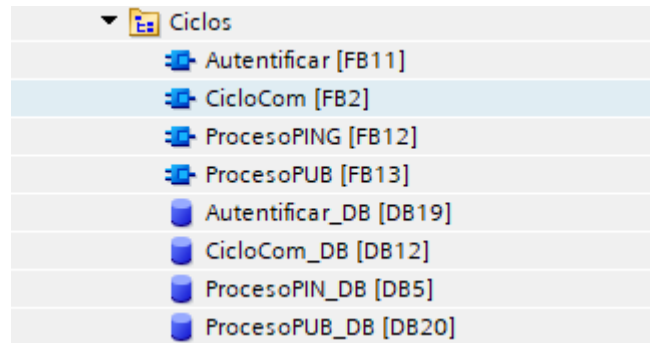 Ciclos
Autentificar [FB11]
CicloCom [FB2]
ProcesoPING [FB12]
ProcesoPUB [FB13]
Autentificar_DB [DB19]
CicloCom_DB [DB12]
ProcesoPIN_DB [DB5]
ProcesoPUB_DB [DB20]